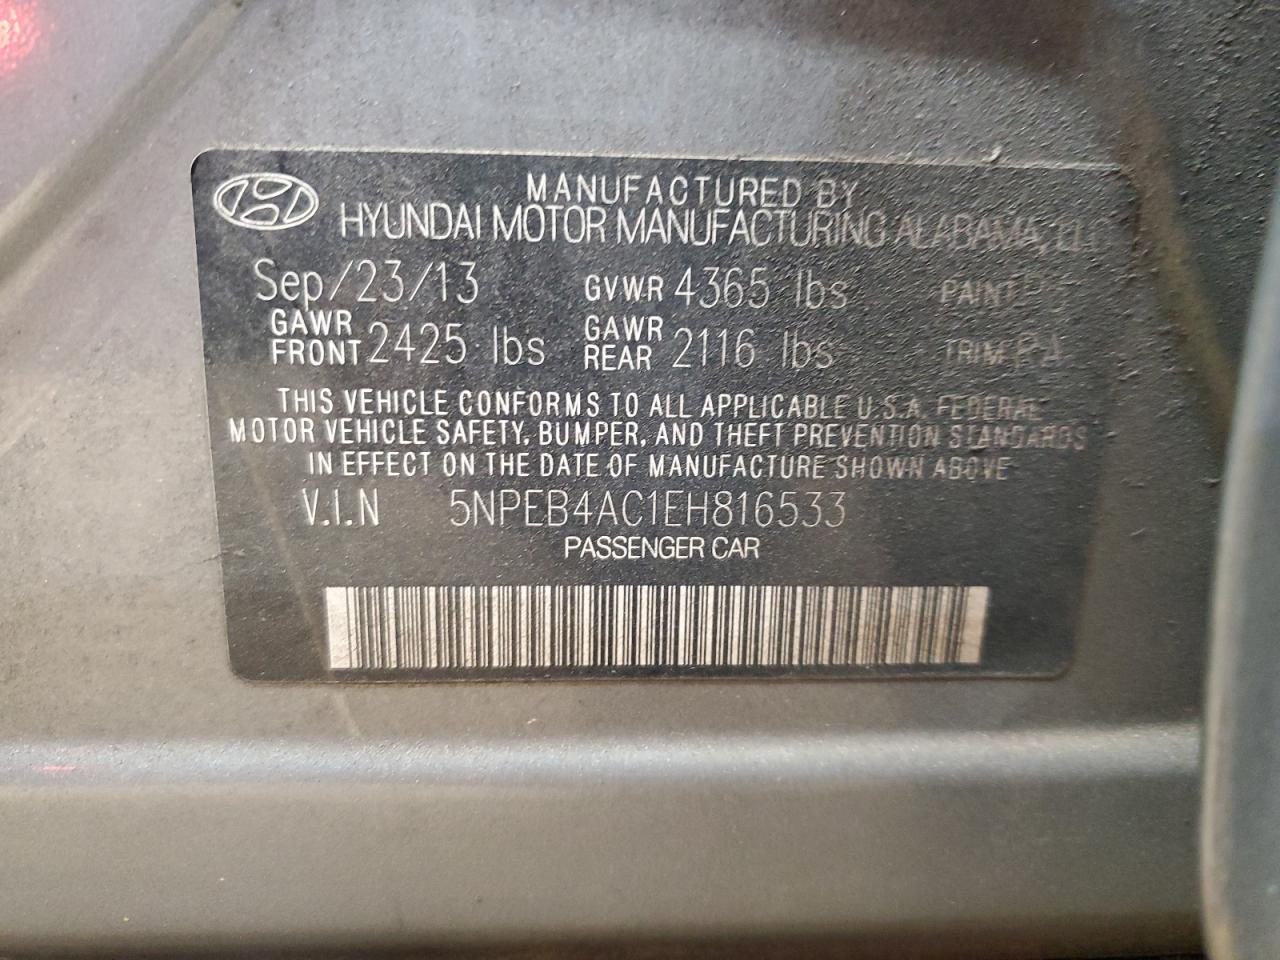 MANUFACTURED BY
HYUNDAI MOTOR MANUFACTURING ALABAMA, LLC
Sep/23/13 GVWR 4365 lbs PAINT
GAWR FRONT 2425 lbs GAWR REAR 2116 lbs TRIM
THIS VEHICLE CONFORMS TO ALL APPLICABLE U.S.A. FEDERAL
MOTOR VEHICLE SAFETY, BUMPER, AND THEFT PREVENTION STANDARDS
IN EFFECT ON THE DATE OF MANUFACTURE SHOWN ABOVE
V.I.N 5NPEB4AC1EH816533
PASSENGER CAR